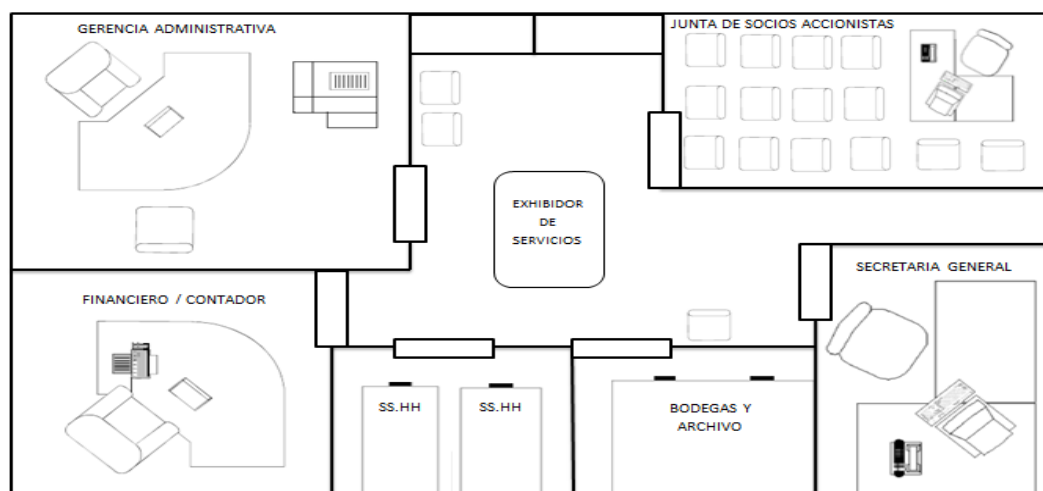 GERENCIA ADMINISTRATIVA
JUNTA DE SOCIOS ACCIONISTAS
EXHIBIDOR
DE
SERVICIOS
SECRETARIA GENERAL
FINANCIERO / CONTADOR
SS.HH
SS.HH
BODEGAS Y
ARCHIVO